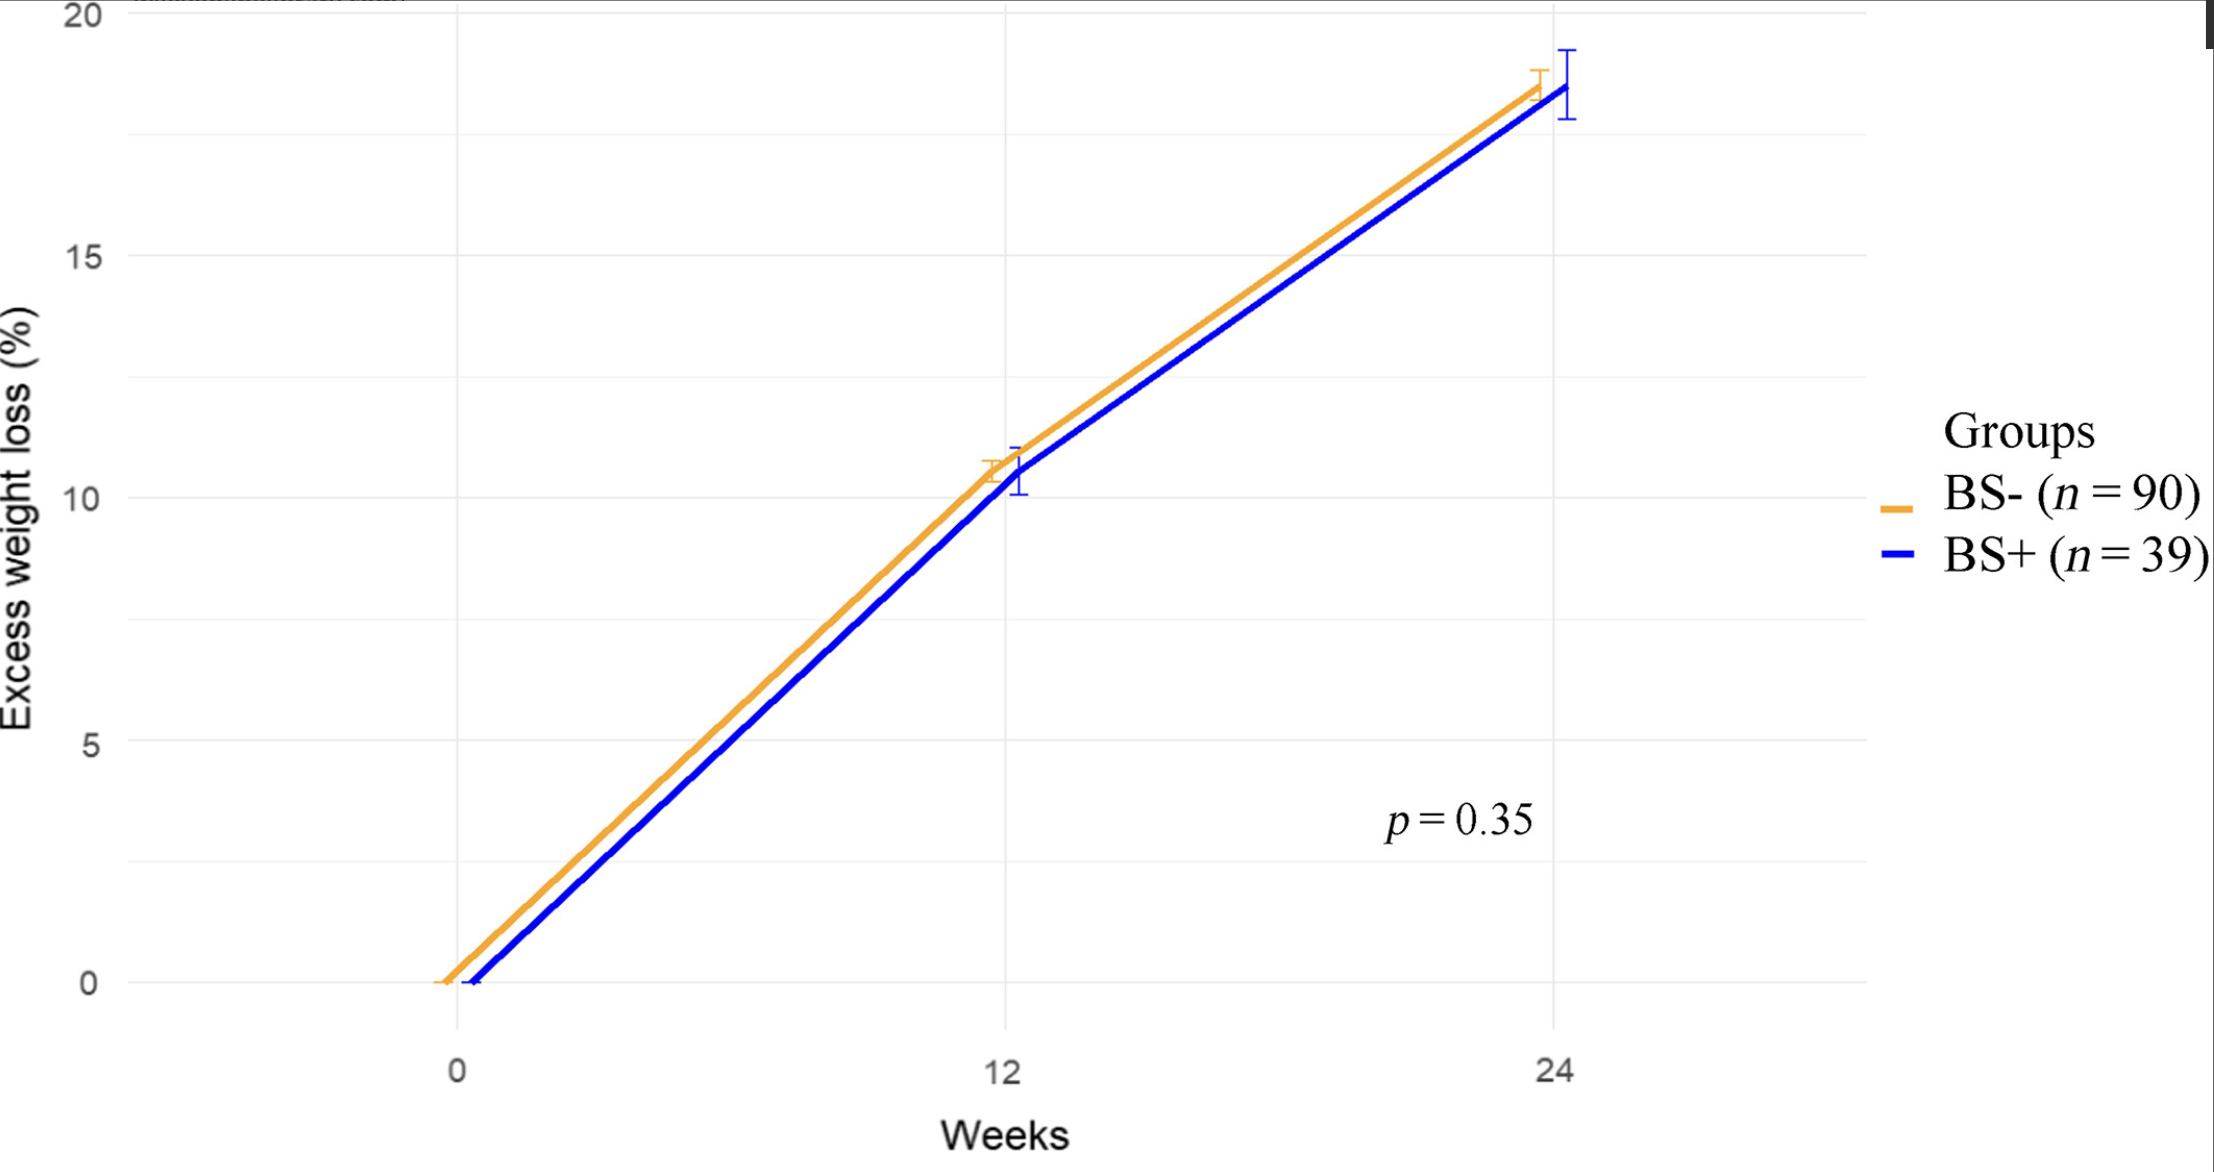 20
15
10
5
0
Excess weight loss (%)
0
12
24
Weeks
p = 0.35
Groups
BS- (n = 90)
BS+ (n = 39)